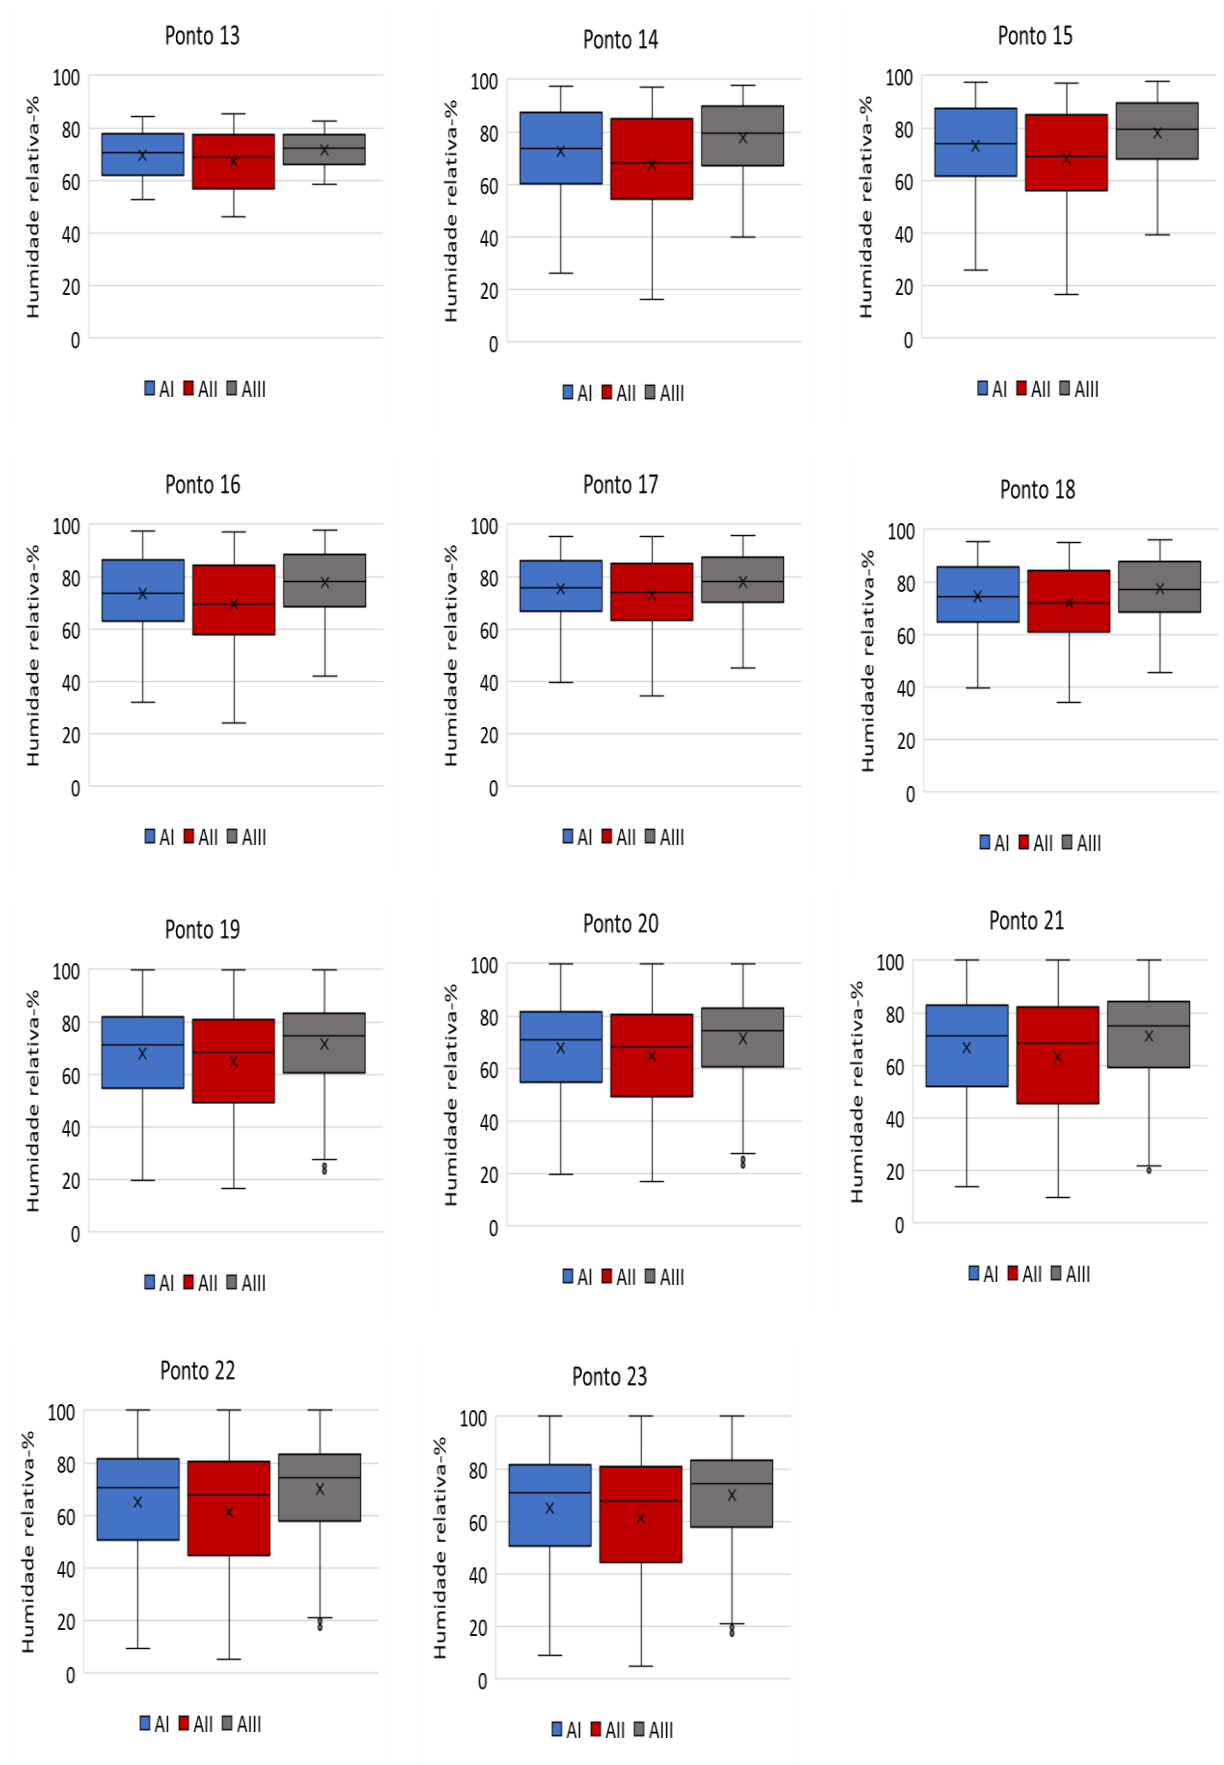 Ponto 13
Humidade relativa-%
100
80
60
40
20
0
AI AII AIII
Ponto 14
Humidade relativa-%
100
80
60
40
20
0
AI AII AIII
Ponto 15
Humidade relativa-%
100
80
60
40
20
0
AI AII AIII
Ponto 16
Humidade relativa-%
100
80
60
40
20
0
AI AII AIII
Ponto 17
Humidade relativa-%
100
80
60
40
20
0
AI AII AIII
Ponto 18
Humidade relativa-%
100
80
60
40
20
0
AI AII AIII
Ponto 19
Humidade relativa-%
100
80
60
40
20
0
AI AII AIII
Ponto 20
Humidade relativa-%
100
80
60
40
20
0
AI AII AIII
Ponto 21
Humidade relativa-%
100
80
60
40
20
0
AI AII AIII
Ponto 22
Humidade relativa-%
100
80
60
40
20
0
AI AII AIII
Ponto 23
Humidade relativa-%
100
80
60
40
20
0
AI AII AIII